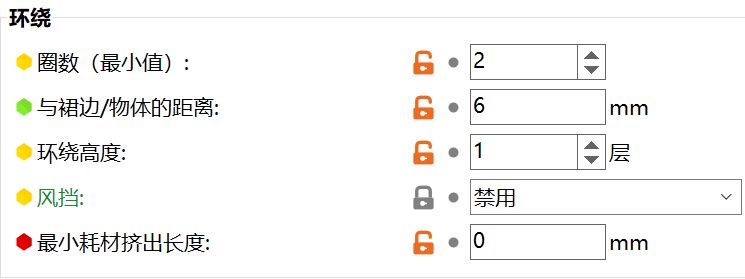 环绕
圈数（最小值）: 2
与裙边/物体的距离: 6 mm
环绕高度: 1 层
风挡: 禁用
最小耗材挤出长度: 0 mm